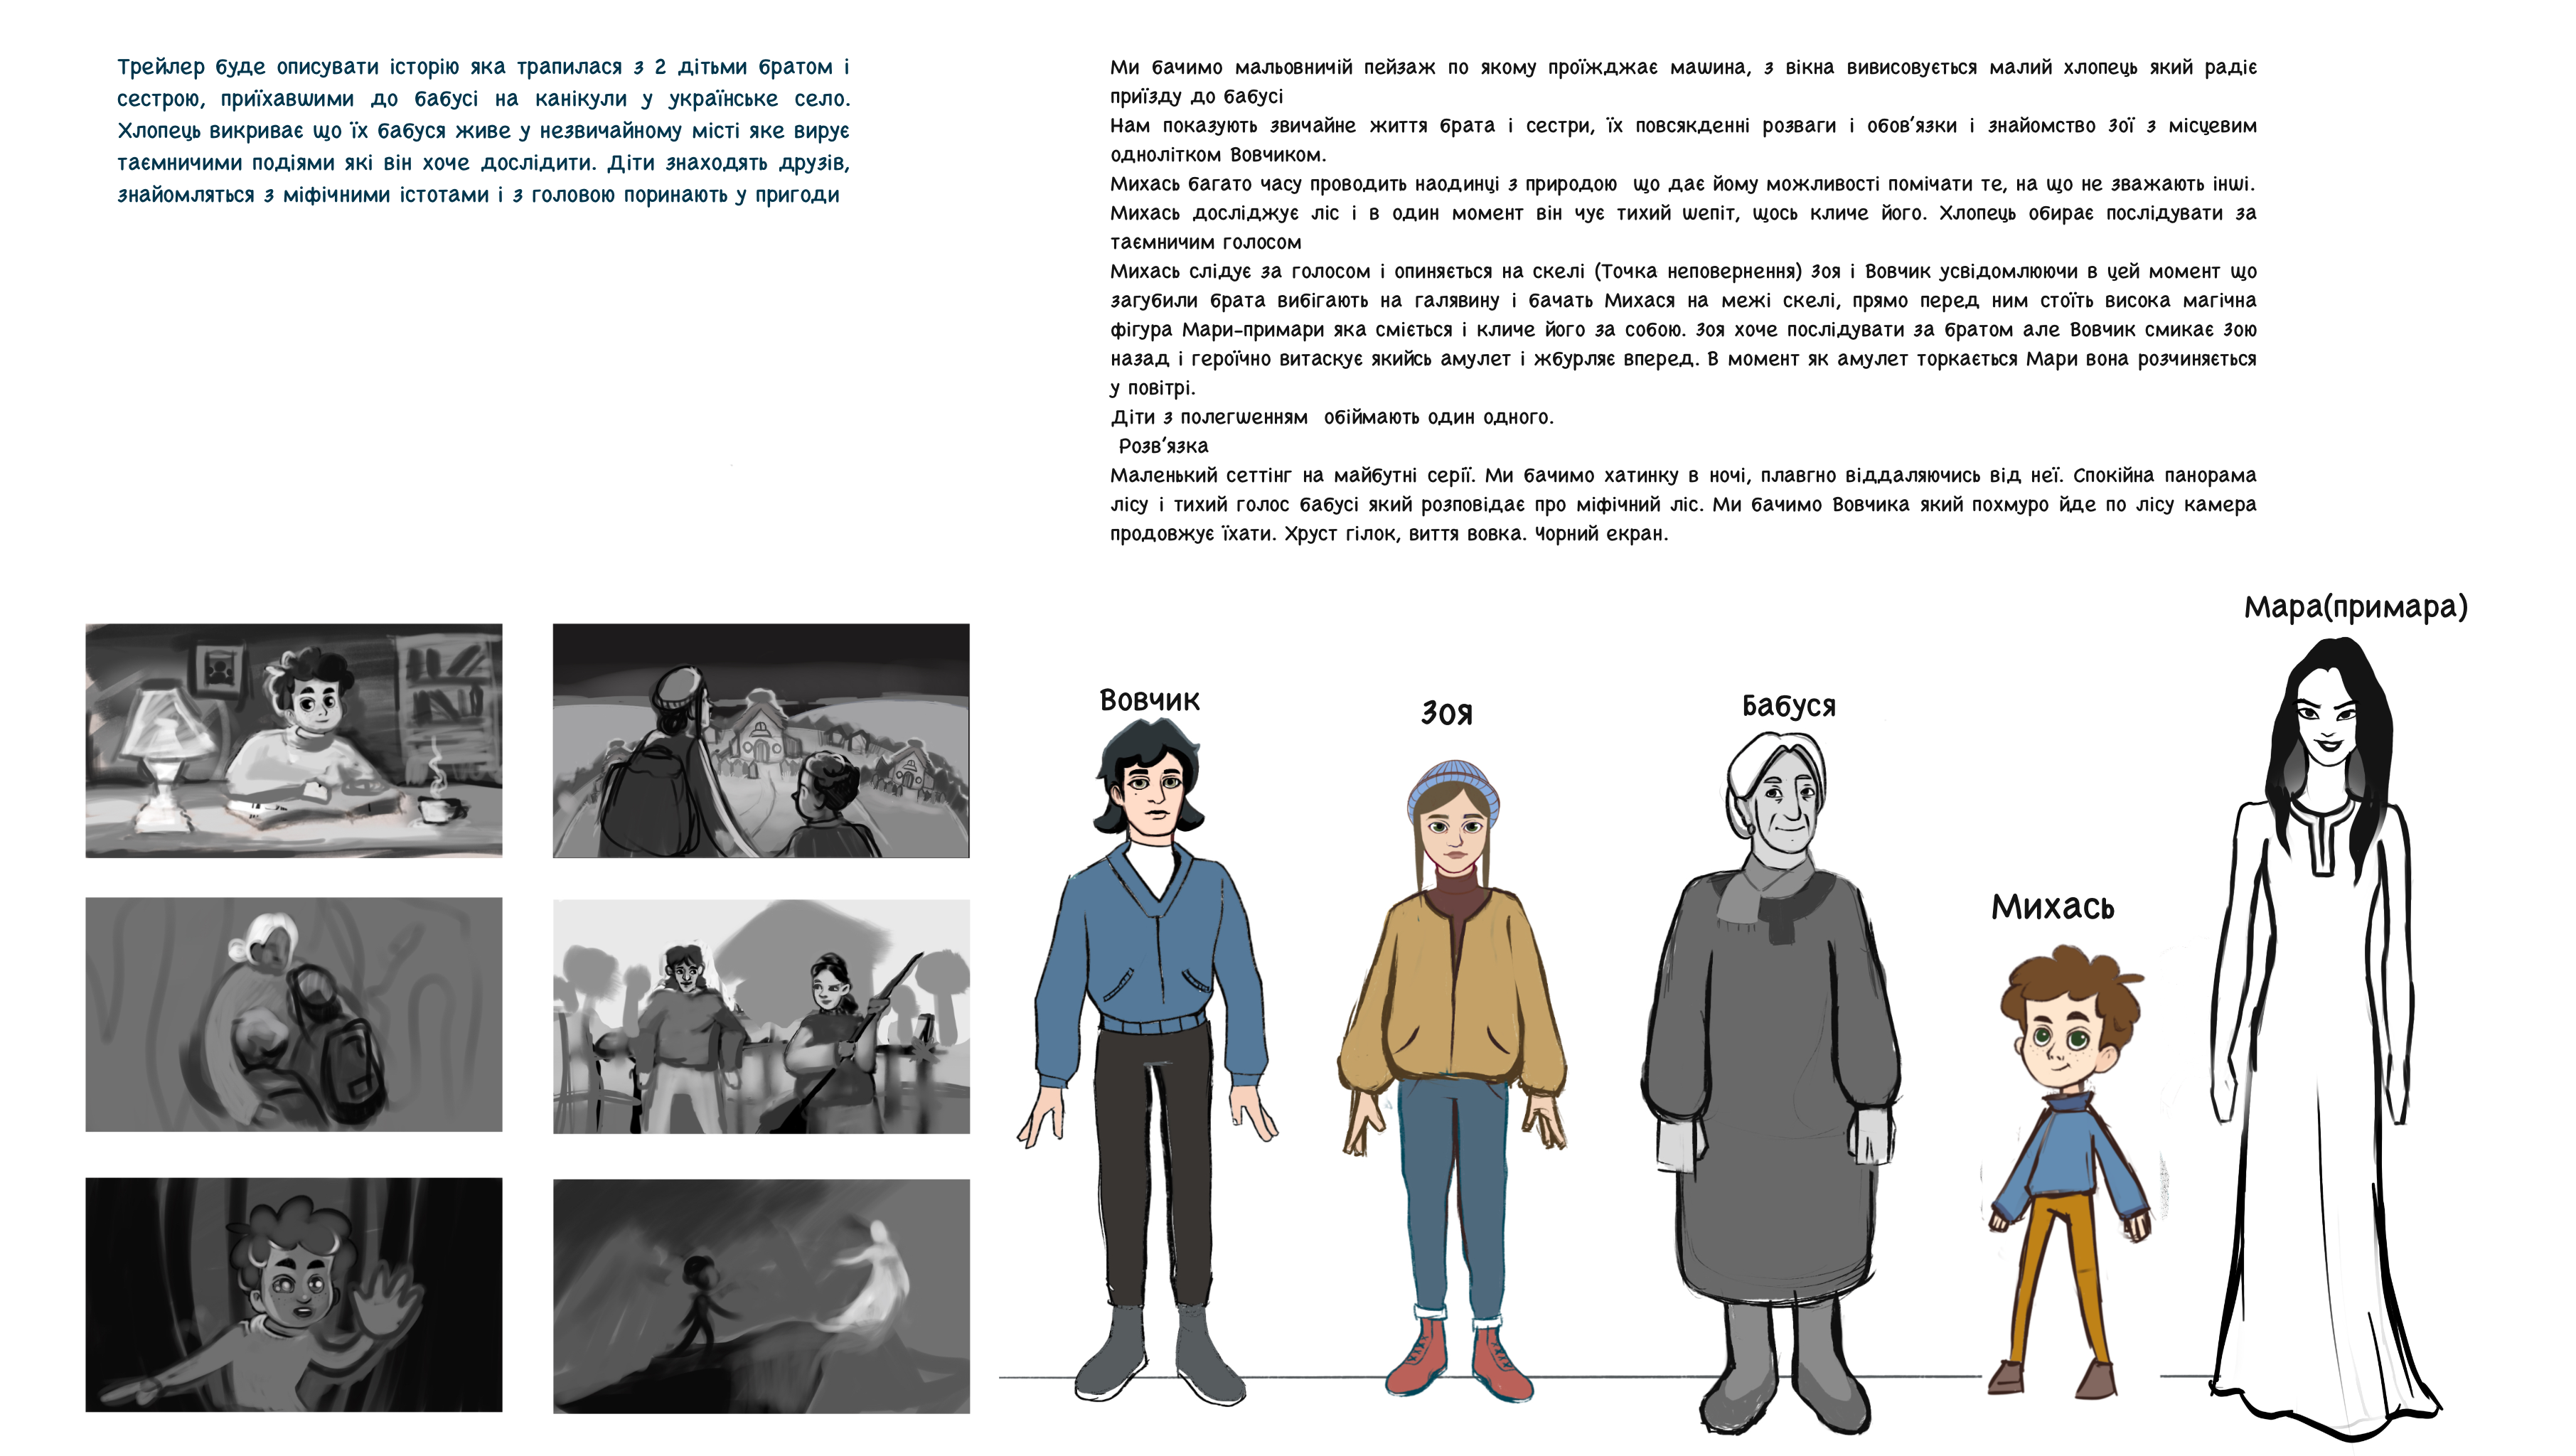 Трейлер буде описувати історію яка трапилася з 2 дітьми братом і
сестрою, приїхавшими до бабусі на канікули у українське село.
Хлопець викриває що їх бабуся живе у незвичайному місті яке вирує
таємничими подіями які він хоче дослідити. Діти знаходять друзів,
знайомляться з міфічними істотами і з головою поринають у пригоди
Ми бачимо мальовничій пейзаж по якому проїжджає машина, з вікна вивисовується малий хлопець який радіє
приїзду до бабусі
Нам показують звичайне життя брата і сестри, їх повсякденні розваги і обов'язки і знайомство Зої з місцевим
однолітком Вовчиком.
Михась багато часу проводить наодинці з природою що дає йому можливості помічати те, на що не зважають інші.
Михась досліджує ліс і в один момент він чує тихий шепіт, щось кличе його. Хлопець обирає послідувати за
таємничим голосом
Михась слідує за голосом і опиняється на скелі (Точка неповернення) Зоя і Вовчик усвідомлюючи в цей момент що
загубили брата вибігають на галявину і бачать Михася на межі скелі, прямо перед ним стоїть висока магічна
фігура Мари-примари яка сміється і кличе його за собою. Зоя хоче послідувати за братом але Вовчик смикає Зою
назад і героїчно витаскує якийсь амулет і жбурляє вперед. В момент як амулет торкається Мари вона розчиняється
у повітрі.
Діти з полегшенням обіймають один одного.
Розв'язка
Маленький сеттінг на майбутні серії. Ми бачимо хатинку в ночі, плавгно віддаляючись від неї. Спокійна панорама
лісу і тихий голос бабусі який розповідає про міфічний ліс. Ми бачимо Вовчика який похмуро йде по лісу камера
продовжує їхати. Хруст гілок, виття вовка. Чорний екран.
Мара(примара)
Вовчик
Зоя
Бабуся
Михась